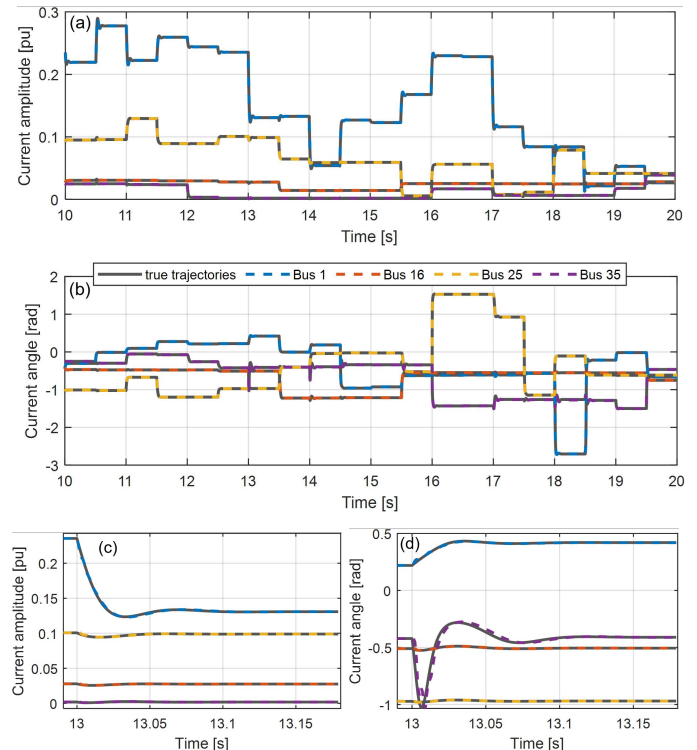 (a)
Current amplitude [pu]
0.3
0.2
0.1
0
10 11 12 13 14 15 16 17 18 19 20
Time [s]
true trajectories Bus 1 Bus 16 Bus 25 Bus 35
(b)
Current angle [rad]
2
1
0
-1
-2
-3
10 11 12 13 14 15 16 17 18 19 20
Time [s]
(c)
Current amplitude [pu]
0.2
0.15
0.1
0.05
0
13 13.05 13.1 13.15
Time [s]
(d)
Current angle [rad]
0.5
0
-0.5
-1
13 13.05 13.1 13.15
Time [s]